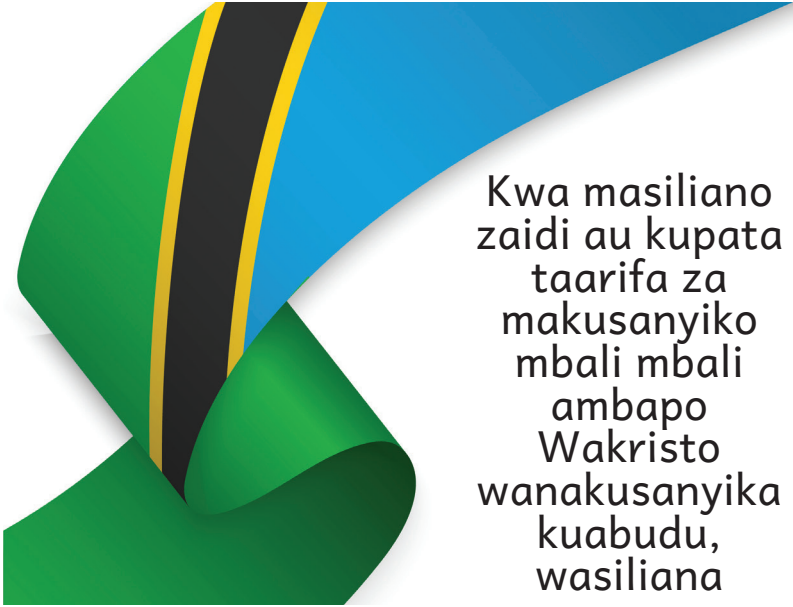 Kwa masiliano
zaidi au kupata
taarifa za
makusanyiko
mbali mbali
ambapo
Wakristo
wanakusanyika
kuabudu,
wasiliana